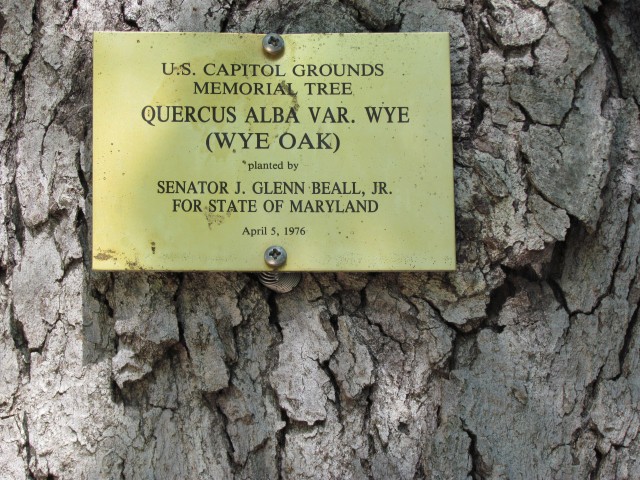 U.S. CAPITOL GROUNDS
MEMORIAL TREE
QUERCUS ALBA VAR. WYE
(WYE OAK)
planted by
SENATOR J. GLENN BEALL, JR.
FOR STATE OF MARYLAND
April 5, 1976